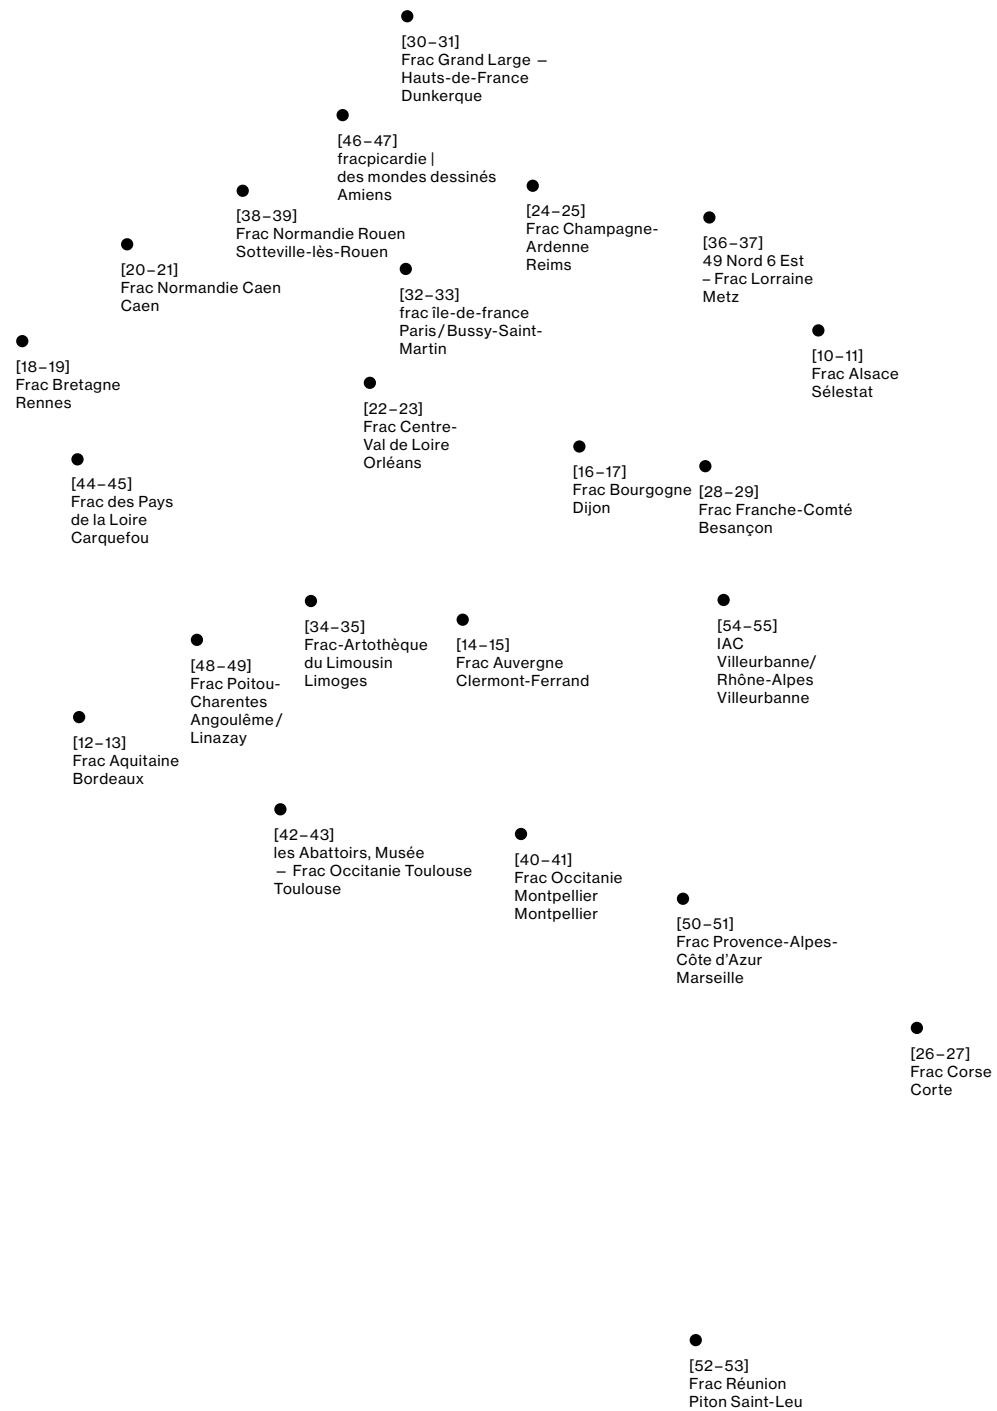 [30–31]
Frac Grand Large –
Hauts-de-France
Dunkerque
[46–47]
fracpicardie |
des mondes dessinés
Amiens
[38–39]
Frac Normandie Rouen
Sotteville-lès-Rouen
[24–25]
Frac Champagne-
Ardenne
Reims
[36–37]
49 Nord 6 Est
– Frac Lorraine
Metz
[20–21]
Frac Normandie Caen
Caen
[32–33]
frac île-de-france
Paris/Bussy-Saint-
Martin
[18–19]
Frac Bretagne
Rennes
[10–11]
Frac Alsace
Sélestat
[22–23]
Frac Centre-
Val de Loire
Orléans
[44–45]
Frac des Pays
de la Loire
Carquefou
[16–17]
Frac Bourgogne
Dijon
[28–29]
Frac Franche-Comté
Besançon
[34–35]
Frac-Artothèque
du Limousin
Limoges
[14–15]
Frac Auvergne
Clermont-Ferrand
[54–55]
IAC
Villeurbanne/
Rhône-Alpes
Villeurbanne
[48–49]
Frac Poitou-
Charentes
Angoulême/
Linazay
[12–13]
Frac Aquitaine
Bordeaux
[42–43]
les Abattoirs, Musée
– Frac Occitanie Toulouse
Toulouse
[40–41]
Frac Occitanie
Montpellier
Montpellier
[50–51]
Frac Provence-Alpes-
Côte d’Azur
Marseille
[26–27]
Frac Corse
Corte
[52–53]
Frac Réunion
Piton Saint-Leu